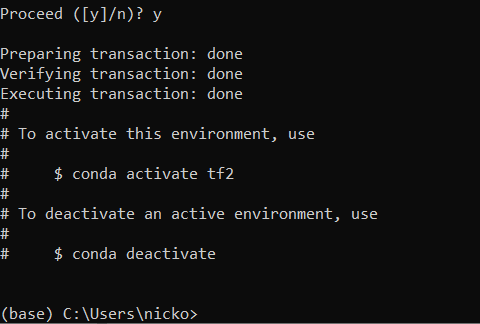 Proceed ([y]/n)? y
Preparing transaction: done
Verifying transaction: done
Executing transaction: done
#
# To activate this environment, use
#
#     $ conda activate tf2
#
# To deactivate an active environment, use
#
#     $ conda deactivate
(base) C:\Users\nicko>